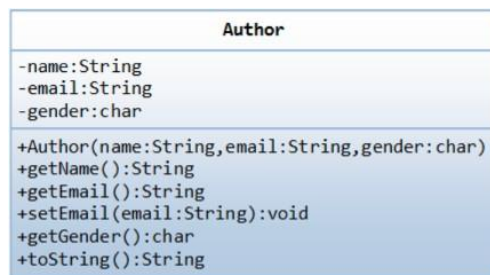 Author
-name:String
-email:String
-gender:char
+Author(name:String,email:String,gender:char)
+getName():String
+getEmail():String
+setEmail(email:String):void
+getGender():char
+toString():String